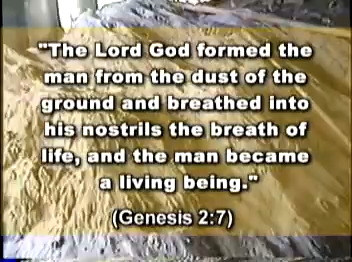 "The Lord God formed the
man from the dust of the
ground and breathed into
his nostrils the breath of
life, and the man became
a living being."
(Genesis 2:7)